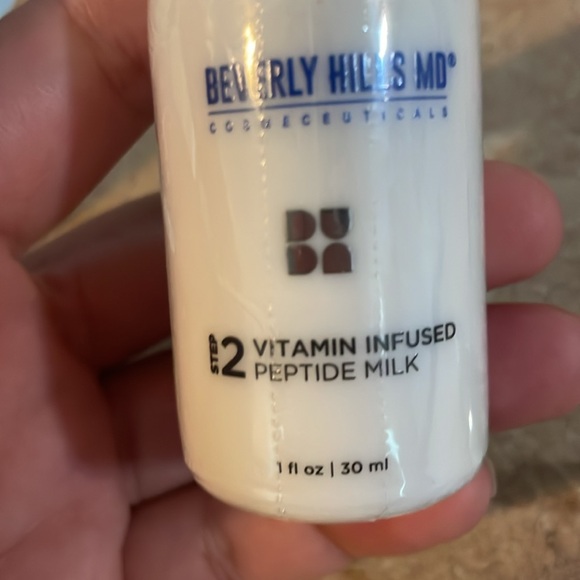 BEVERLY HILLS MD®
COSMECEUTICALS
STEP 2 VITAMIN INFUSED
PEPTIDE MILK
1 fl oz | 30 ml